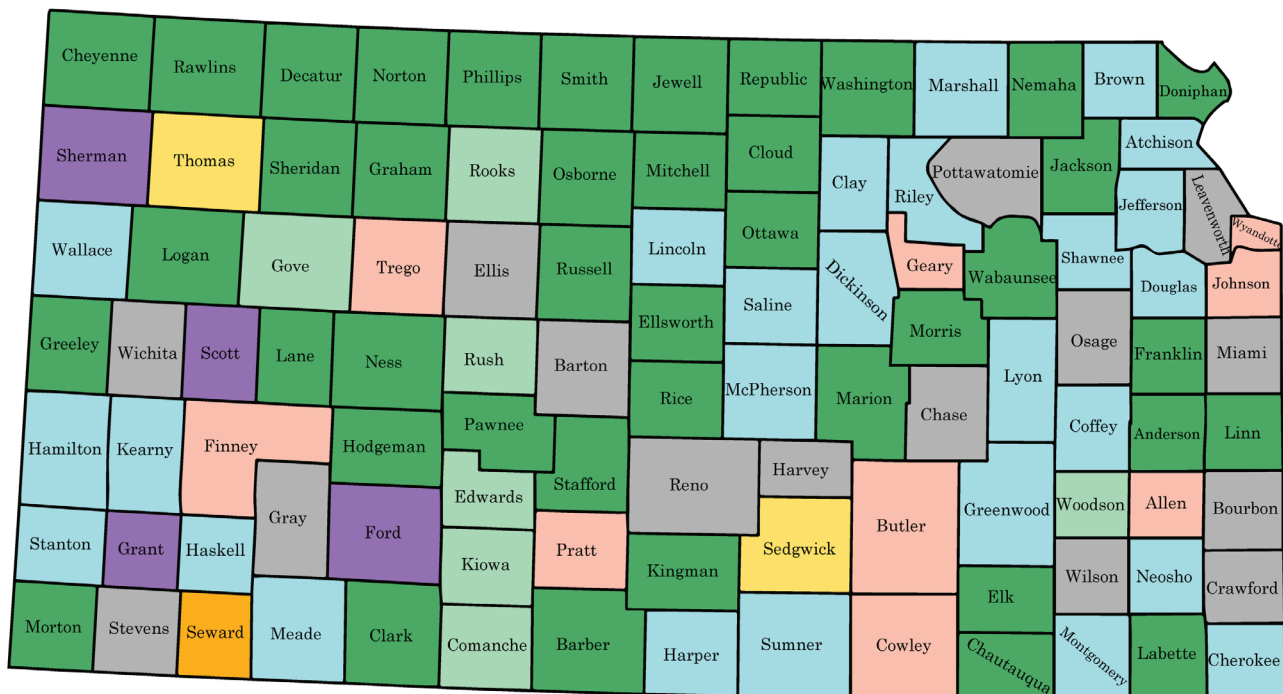 Cheyenne
Rawlins
Decatur
Norton
Phillips
Smith
Jewell
Republic
Washington
Marshall
Nemaha
Brown
Doniphan
Sherman
Thomas
Sheridan
Graham
Rooks
Osborne
Mitchell
Cloud
Clay
Riley
Pottawatomie
Jackson
Atchison
Jefferson
Leavenworth
Wyandotte
Wallace
Logan
Gove
Trego
Ellis
Russell
Lincoln
Ottawa
Saline
Dickinson
Geary
Wabaunsee
Shawnee
Douglas
Johnson
Greeley
Wichita
Scott
Lane
Ness
Rush
Barton
Ellsworth
Rice
McPherson
Marion
Morris
Chase
Lyon
Osage
Franklin
Miami
Hamilton
Kearny
Finney
Hodgeman
Pawnee
Stafford
Coffey
Anderson
Linn
Gray
Ford
Edwards
Reno
Harvey
Butler
Greenwood
Woodson
Allen
Bourbon
Stanton
Grant
Haskell
Kiowa
Pratt
Kingman
Sedgwick
Elk
Wilson
Neosho
Crawford
Morton
Stevens
Seward
Meade
Clark
Comanche
Barber
Harper
Sumner
Cowley
Chautauqua
Montgomery
Labette
Cherokee